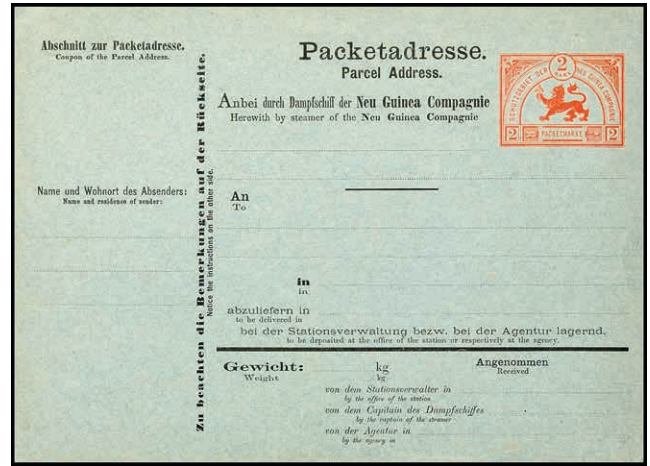 Abschnitt zur Packetadresse.
Coupon of the Parcel Address.
Name und Wohnort des Absenders:
Name and residence of sender:
Zu beachten die Bemerkungen auf der Rückseite.
Notice the instructions on the other side.
Packetadresse.
Parcel Address.
Anbei durch Dampfschiff der Neu Guinea Compagnie
Herewith by steamer of the Neu Guinea Compagnie
2
MARK
SCHUTZGEBIET DER NEU GUINEA COMPAGNIE
2 PACKETMARKE 2
An
To
in
in
abzuliefern in
to be delivered in
bei der Stationsverwaltung bezw. bei der Agentur lagernd,
to be deposited at the office of the station or respectively at the agency.
Gewicht: kg
Weight kg
Angenommen
Received
von dem Stationsverwalter in
by the office of the station
von dem Capitain des Dampfschiffes
by the captain of the steamer
von der Agentur in
by the agency in